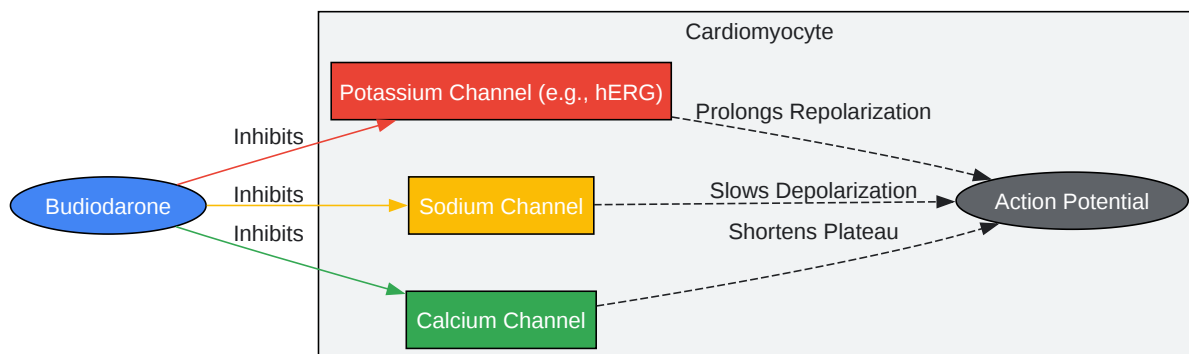 Cardiomyocyte
Potassium Channel (e.g., hERG)
Prolongs Repolarization
Inhibits
Budiodarone
Inhibits
Sodium Channel
Slows Depolarization
Action Potential
Inhibits
Shortens Plateau
Calcium Channel